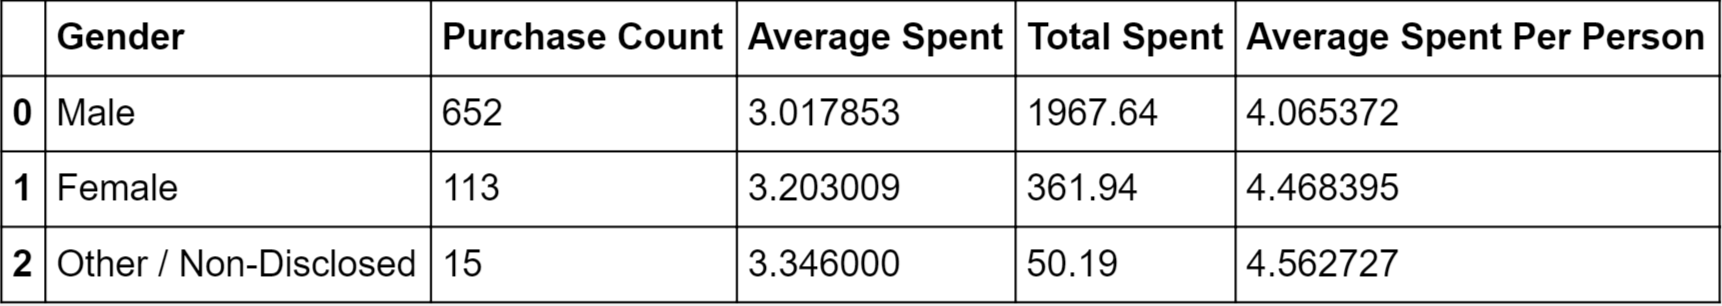 Gender Purchase Count Average Spent Total Spent Average Spent Per Person
0 Male 652 3.017853 1967.64 4.065372
1 Female 113 3.203009 361.94 4.468395
2 Other / Non-Disclosed 15 3.346000 50.19 4.562727